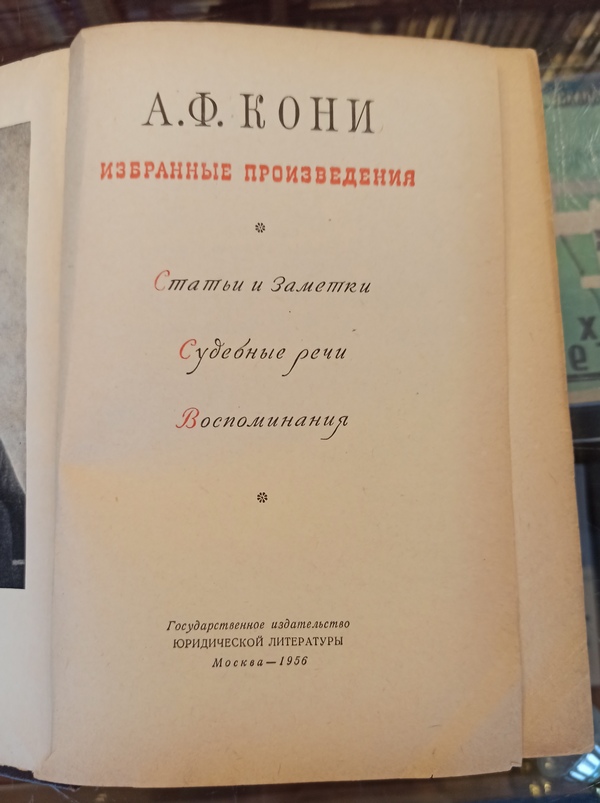 А.Ф. КОНИ
ИЗБРАННЫЕ ПРОИЗВЕДЕНИЯ
Статьи и заметки
Судебные речи
Воспоминания
Государственное издательство
ЮРИДИЧЕСКОЙ ЛИТЕРАТУРЫ
Москва—1956